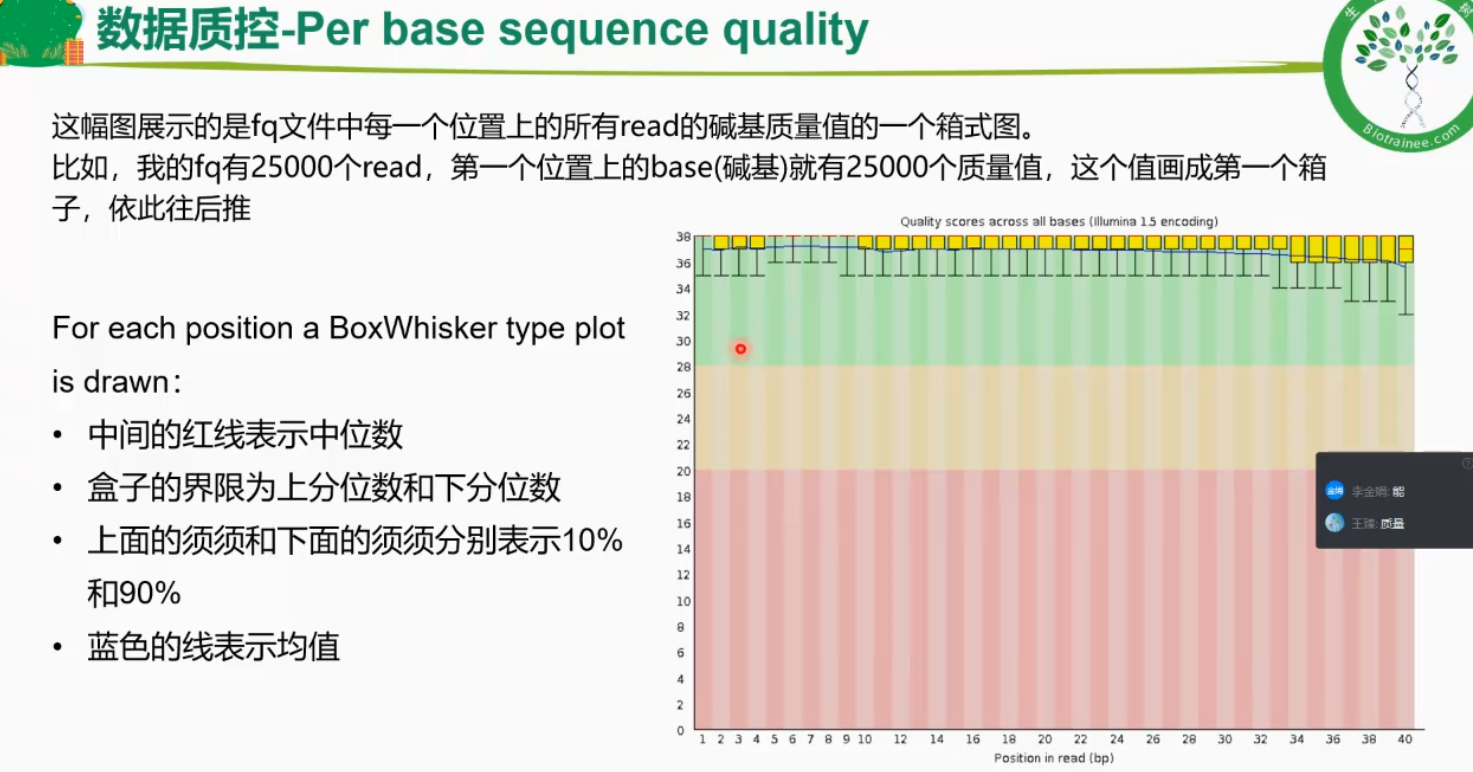 数据质控-Per base sequence quality
生
树
Biotrainee.com
这幅图展示的是fq文件中每一个位置上的所有read的碱基质量值的一个箱式图。
比如，我的fq有25000个read，第一个位置上的base(碱基)就有25000个质量值，这个值画成第一个箱
子，依此往后推
For each position a BoxWhisker type plot
is drawn：
• 中间的红线表示中位数
• 盒子的界限为上分位数和下分位数
• 上面的须须和下面的须须分别表示10%
和90%
• 蓝色的线表示均值
Quality scores across all bases (Illumina 1.5 encoding)
38
36
34
32
30
28
26
24
22
20
18
16
14
12
10
8
6
4
2
0
1 2 3 4 5 6 7 8 9 10 12 14 16 18 20 22 24 26 28 30 32 34 36 38 40
Position in read (bp)
李金娟: 能
王臻: 质量